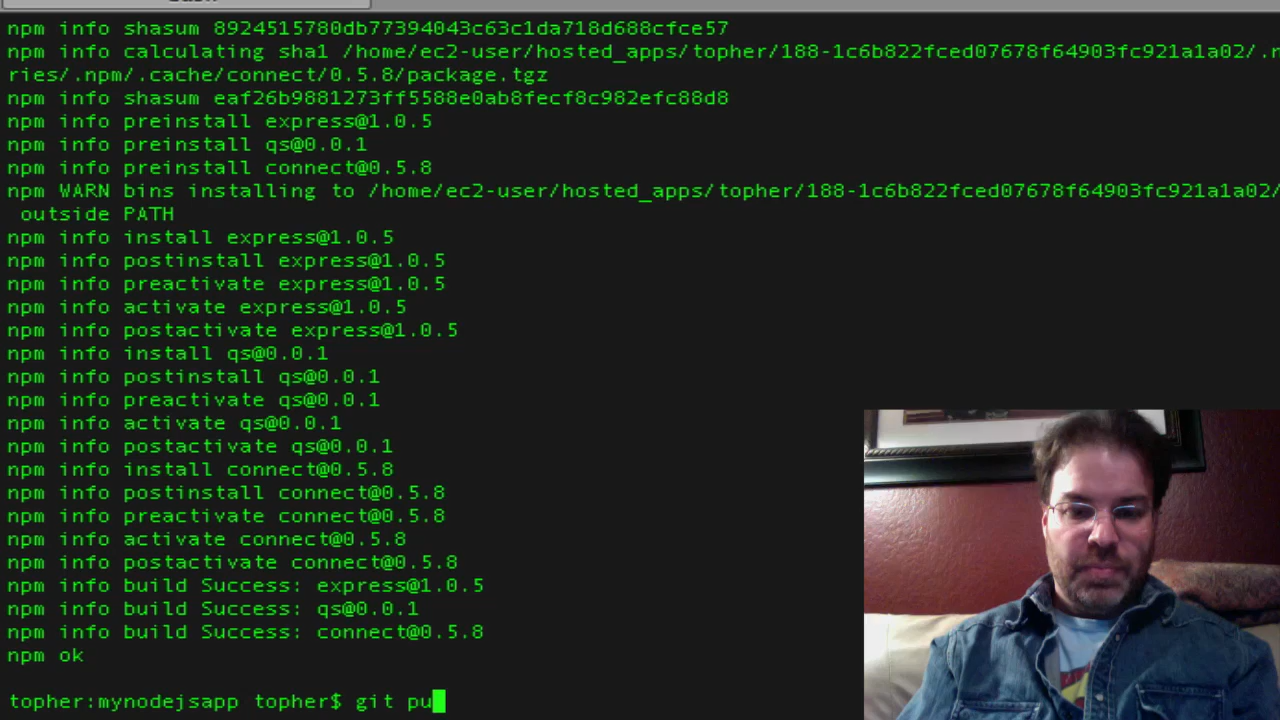 npm info shasum 8924515780db77394043c63c1da718d688cfce57
npm info calculating sha1 /home/ec2-user/hosted_apps/topher/188-1c6b822fced07678f64903fc921a1a02/.n
ries/.npm/.cache/connect/0.5.8/package.tgz
npm info shasum eaf26b9881273ff5588e0ab8fecf8c982efc88d8
npm info preinstall express@1.0.5
npm info preinstall qs@0.0.1
npm info preinstall connect@0.5.8
npm WARN bins installing to /home/ec2-user/hosted_apps/topher/188-1c6b822fced07678f64903fc921a1a02/
outside PATH
npm info install express@1.0.5
npm info postinstall express@1.0.5
npm info preactivate express@1.0.5
npm info activate express@1.0.5
npm info postactivate express@1.0.5
npm info install qs@0.0.1
npm info postinstall qs@0.0.1
npm info preactivate qs@0.0.1
npm info activate qs@0.0.1
npm info postactivate qs@0.0.1
npm info install connect@0.5.8
npm info postinstall connect@0.5.8
npm info preactivate connect@0.5.8
npm info activate connect@0.5.8
npm info postactivate connect@0.5.8
npm info build Success: express@1.0.5
npm info build Success: qs@0.0.1
npm info build Success: connect@0.5.8
npm ok
topher:mynodejsapp topher$ git pu